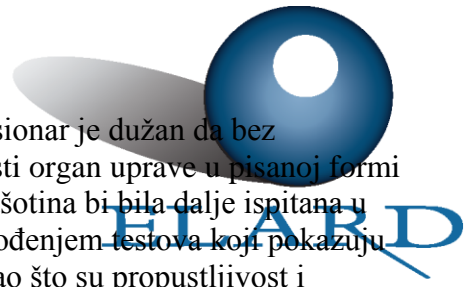 sionar je dužan da bez
sti organ uprave u pisanoj formi
šotina bi bila dalje ispitana u
ođenjem testova koji pokazuju
ao što su propustljivost i
ELARD